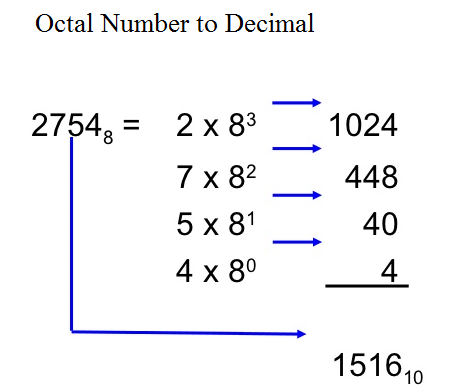 Octal Number to Decimal
2754₈ = 2 x 8³ 1024
7 x 8² 448
5 x 8¹ 40
4 x 8⁰ 4
1516₁₀